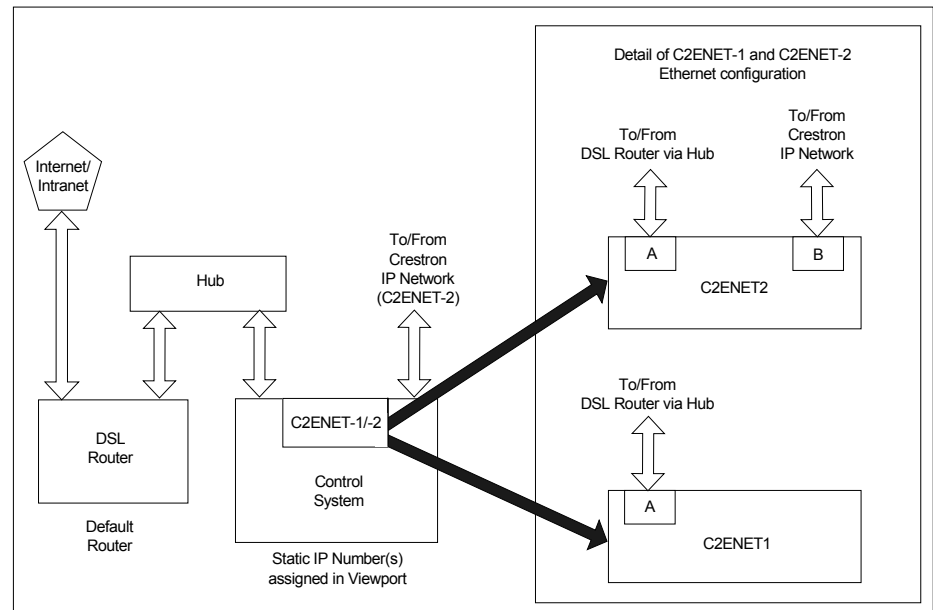 Detail of C2ENET-1 and C2ENET-2
Ethernet configuration
To/From
DSL Router via Hub
To/From
Crestron
IP Network
A
B
C2ENET2
To/From
DSL Router via Hub
A
C2ENET1
Internet/
Intranet
Hub
To/From
Crestron
IP Network
(C2ENET-2)
DSL
Router
Default
Router
C2ENET-1/-2
Control
System
Static IP Number(s)
assigned in Viewport